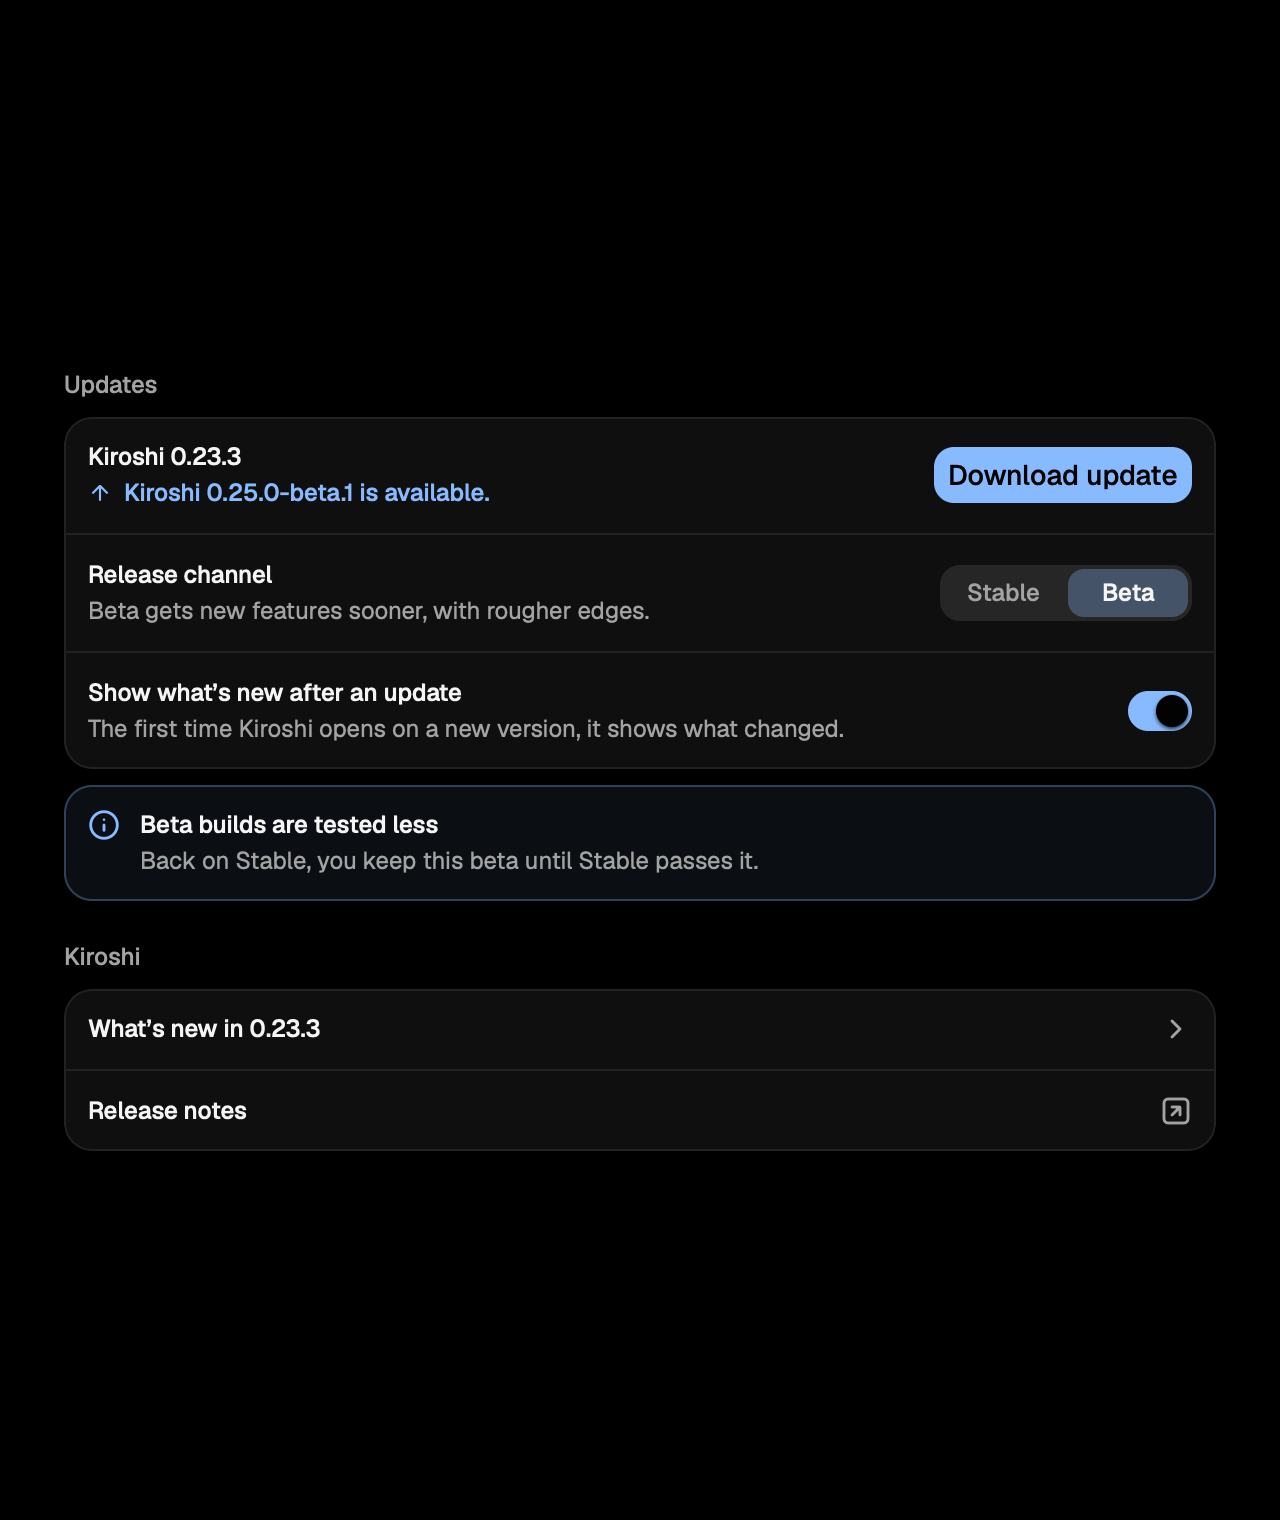 Updates
Kiroshi 0.23.3
Kiroshi 0.25.0-beta.1 is available.
Download update
Release channel
Beta gets new features sooner, with rougher edges.
Stable
Beta
Show what’s new after an update
The first time Kiroshi opens on a new version, it shows what changed.
Beta builds are tested less
Back on Stable, you keep this beta until Stable passes it.
Kiroshi
What’s new in 0.23.3
Release notes